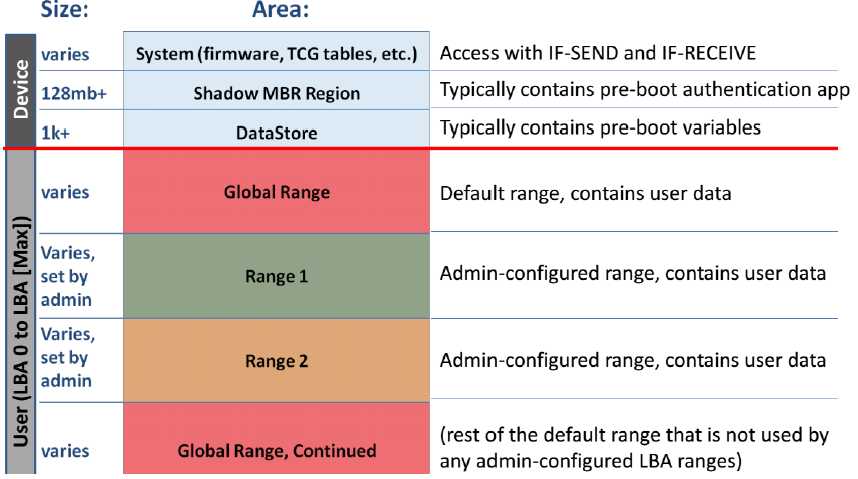 Size: Area:
Device
varies System (firmware, TCG tables, etc.) Access with IF-SEND and IF-RECEIVE
128mb+ Shadow MBR Region Typically contains pre-boot authentication app
1k+ DataStore Typically contains pre-boot variables
User (LBA 0 to LBA [Max])
varies Global Range Default range, contains user data
Varies,
set by
admin
Range 1 Admin-configured range, contains user data
Varies,
set by
admin
Range 2 Admin-configured range, contains user data
varies Global Range, Continued
(rest of the default range that is not used by
any admin-configured LBA ranges)